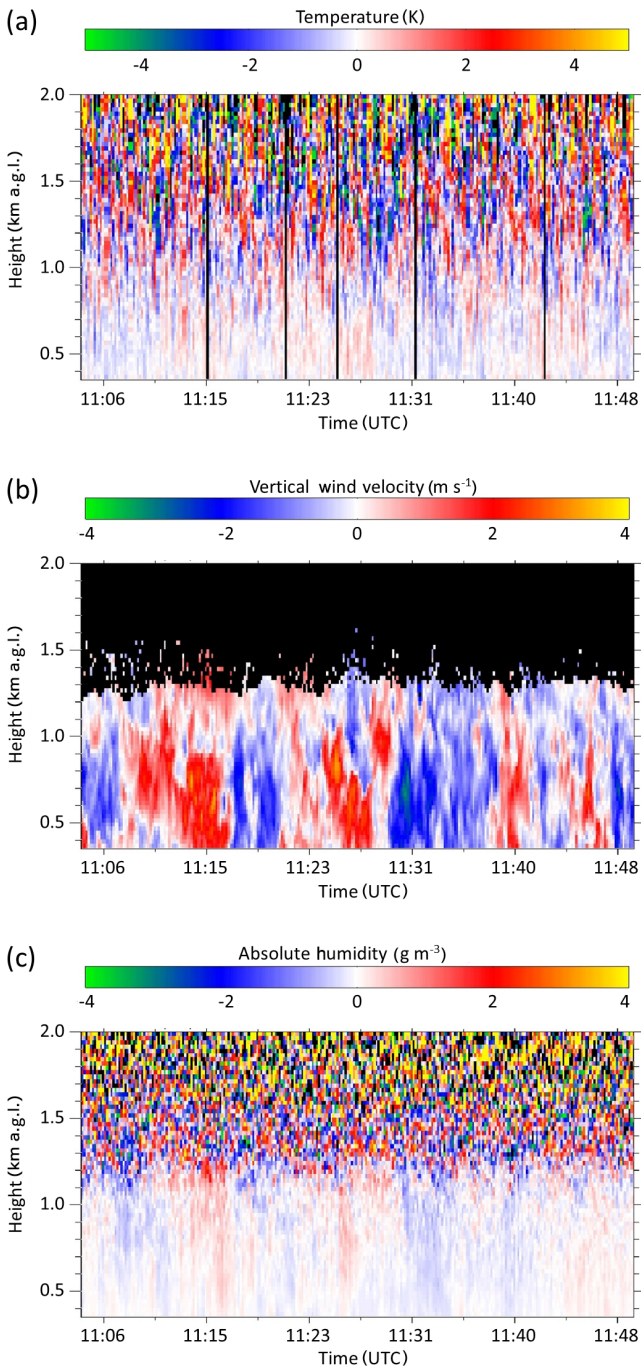 (a)
Temperature (K)
-4 -2 0 2 4
2.0
1.5
1.0
0.5
Height (km a.g.l.)
11:06 11:15 11:23 11:31 11:40 11:48
Time (UTC)
(b)
Vertical wind velocity (m s⁻¹)
-4 -2 0 2 4
2.0
1.5
1.0
0.5
Height (km a.g.l.)
11:06 11:15 11:23 11:31 11:40 11:48
Time (UTC)
(c)
Absolute humidity (g m⁻³)
-4 -2 0 2 4
2.0
1.5
1.0
0.5
Height (km a.g.l.)
11:06 11:15 11:23 11:31 11:40 11:48
Time (UTC)